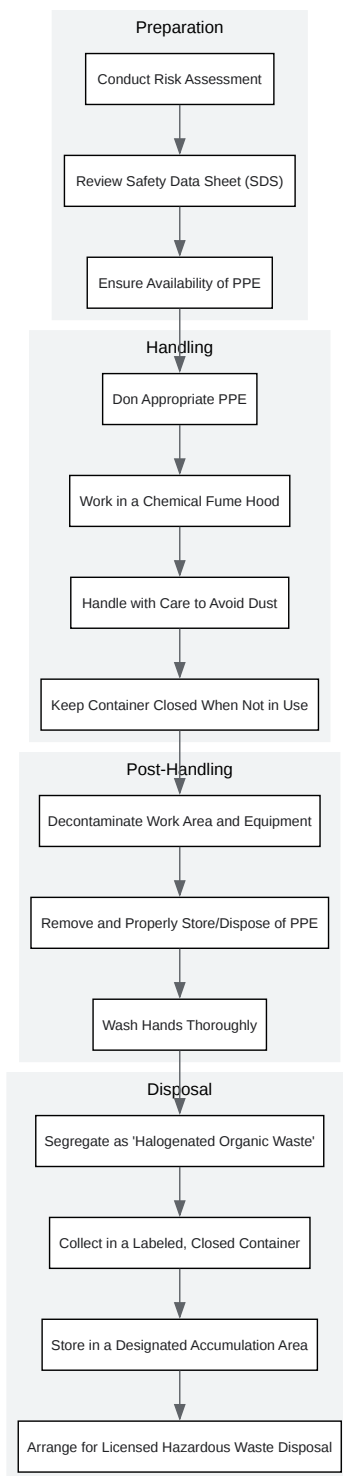 Preparation
Conduct Risk Assessment
Review Safety Data Sheet (SDS)
Ensure Availability of PPE
Handling
Don Appropriate PPE
Work in a Chemical Fume Hood
Handle with Care to Avoid Dust
Keep Container Closed When Not in Use
Post-Handling
Decontaminate Work Area and Equipment
Remove and Properly Store/Dispose of PPE
Wash Hands Thoroughly
Disposal
Segregate as 'Halogenated Organic Waste'
Collect in a Labeled, Closed Container
Store in a Designated Accumulation Area
Arrange for Licensed Hazardous Waste Disposal